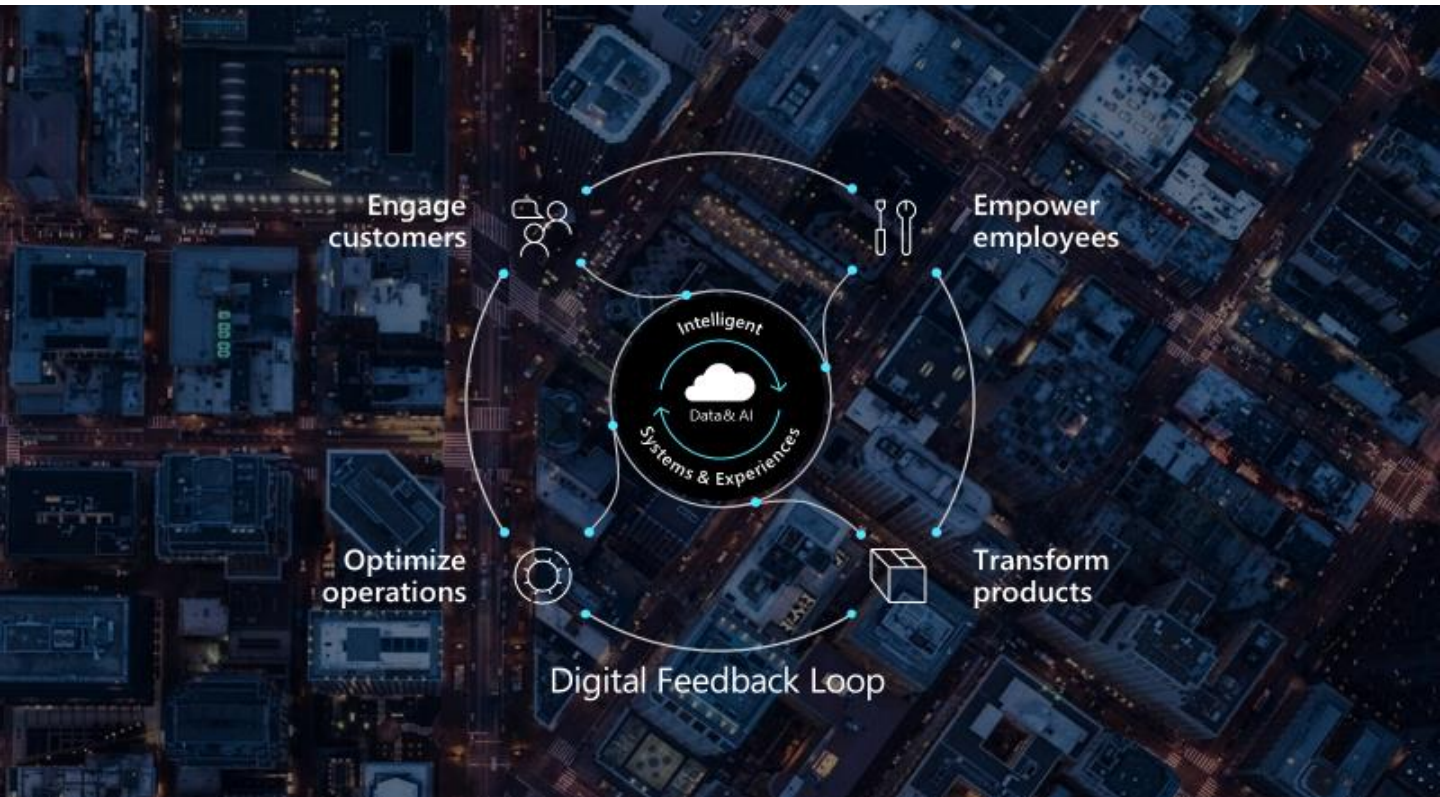 Engage
customers
Empower
employees
Intelligent
Data & AI
Systems & Experiences
Optimize
operations
Transform
products
Digital Feedback Loop